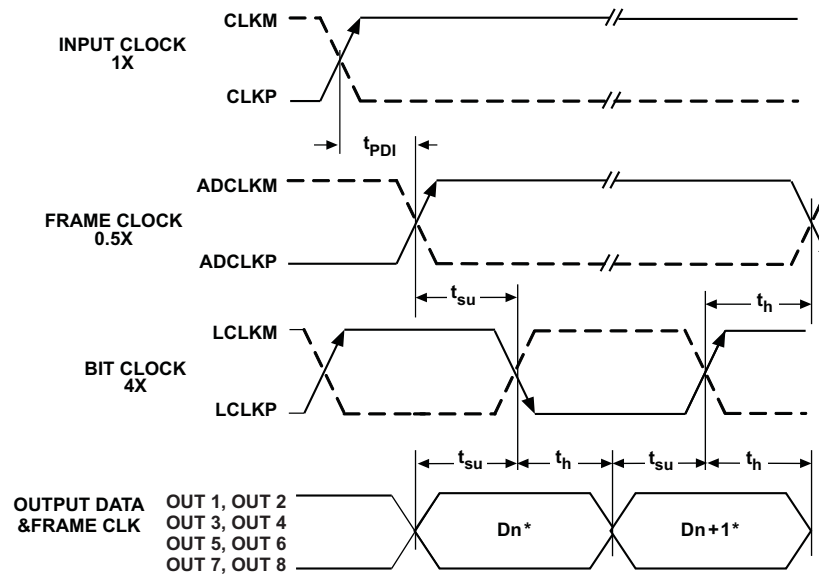 CLKM
INPUT CLOCK
1X
CLKP
tPDI
ADCLKM
FRAME CLOCK
0.5X
ADCLKP
tsu
th
LCLKM
BIT CLOCK
4X
LCLKP
tsu
th
tsu
th
OUTPUT DATA
&FRAME CLK
OUT 1, OUT 2
OUT 3, OUT 4
OUT 5, OUT 6
OUT 7, OUT 8
Dn*
Dn+1*